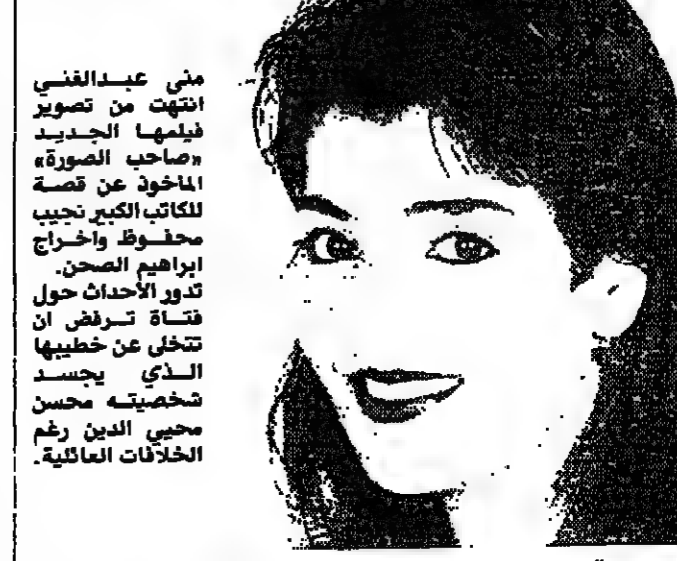 منى عبدالغني
انتهت من تصوير
فيلمها الجديد
«صاحب الصورة»
الماخوذ عن قصة
للكاتب الكبير نجيب
محفوظ واخراج
ابراهيم الصحن.
تدور الأحداث حول
فتاة ترفض ان
تتخلى عن خطيبها
الذي يجسد
شخصيته محسن
محيي الدين رغم
الخلافات العائلية.